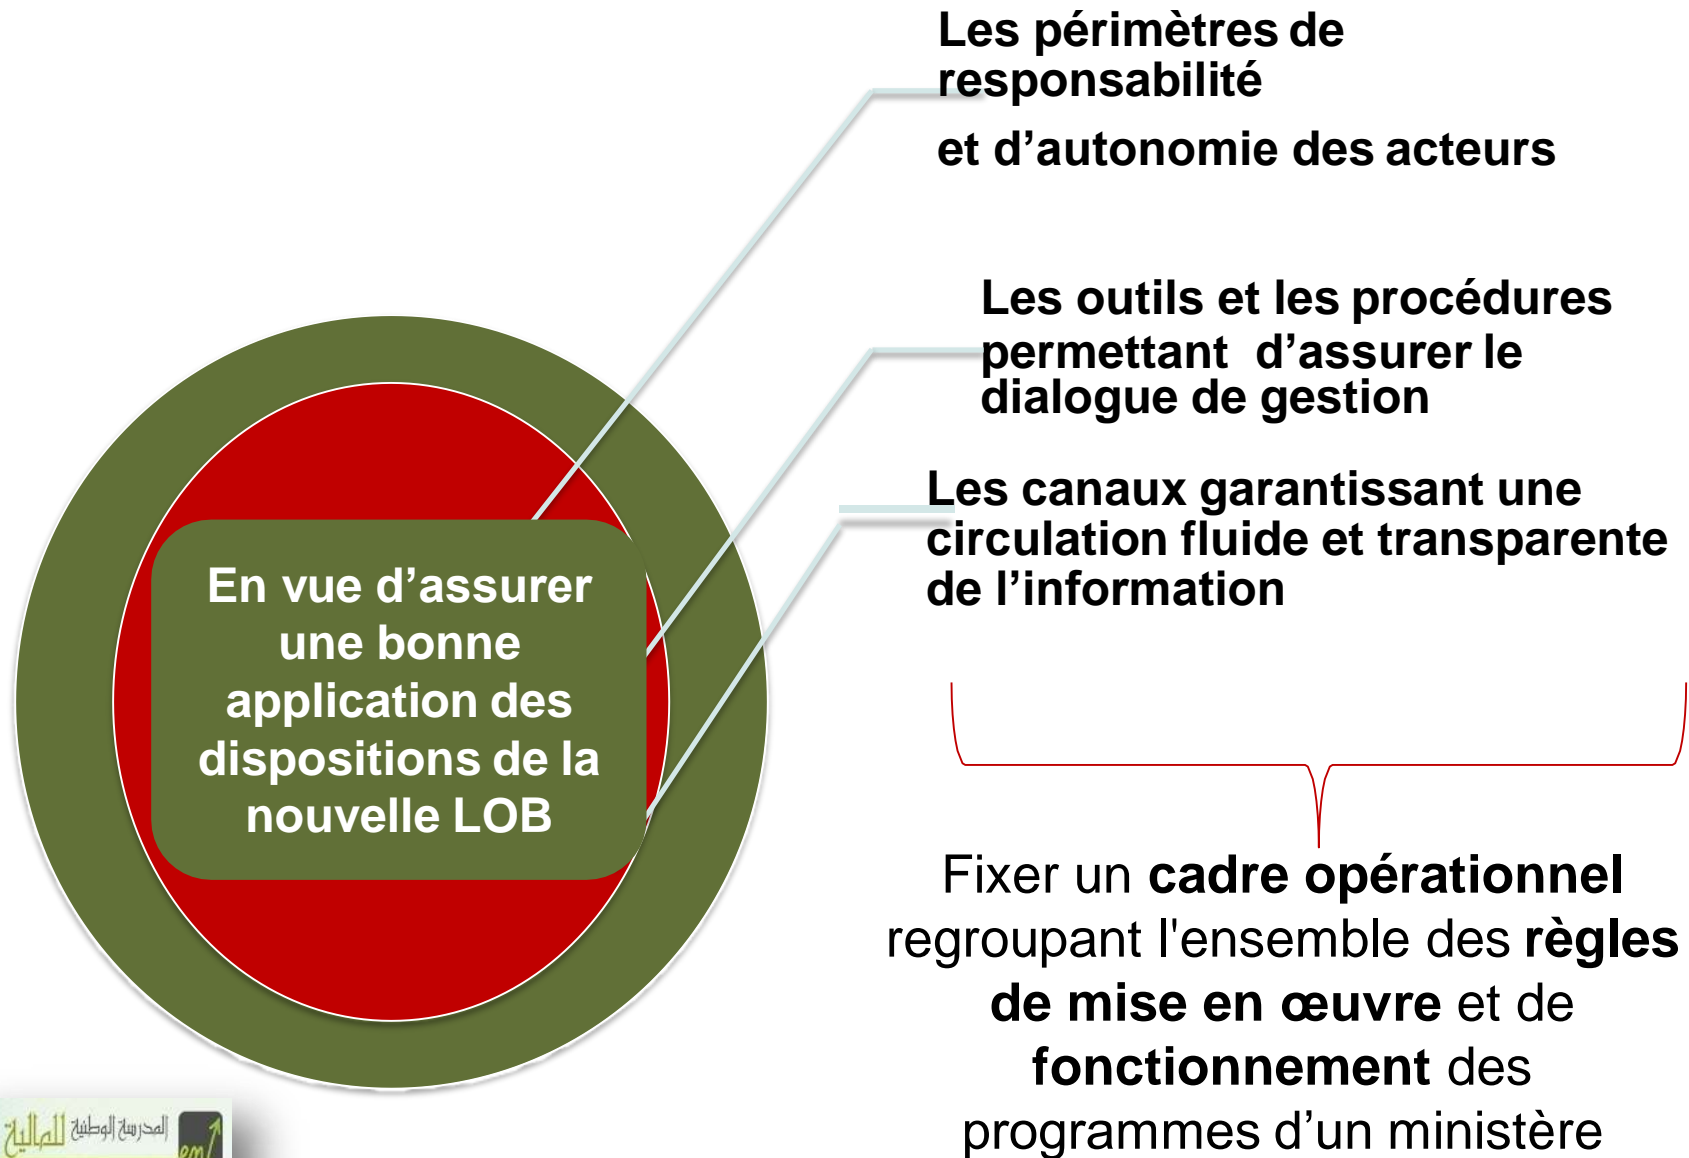 Les périmètres de
responsabilité
et d’autonomie des acteurs
Les outils et les procédures
permettant d’assurer le
dialogue de gestion
Les canaux garantissant une
circulation fluide et transparente
de l’information
En vue d’assurer
une bonne
application des
dispositions de la
nouvelle LOB
Fixer un cadre opérationnel
regroupant l'ensemble des règles
de mise en œuvre et de
fonctionnement des
programmes d’un ministère
المدرسة الوطنية للمالية